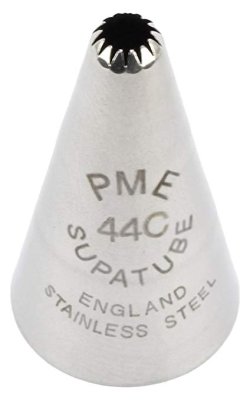 PME
44C
SUPATUBE
ENGLAND
STAINLESS STEEL